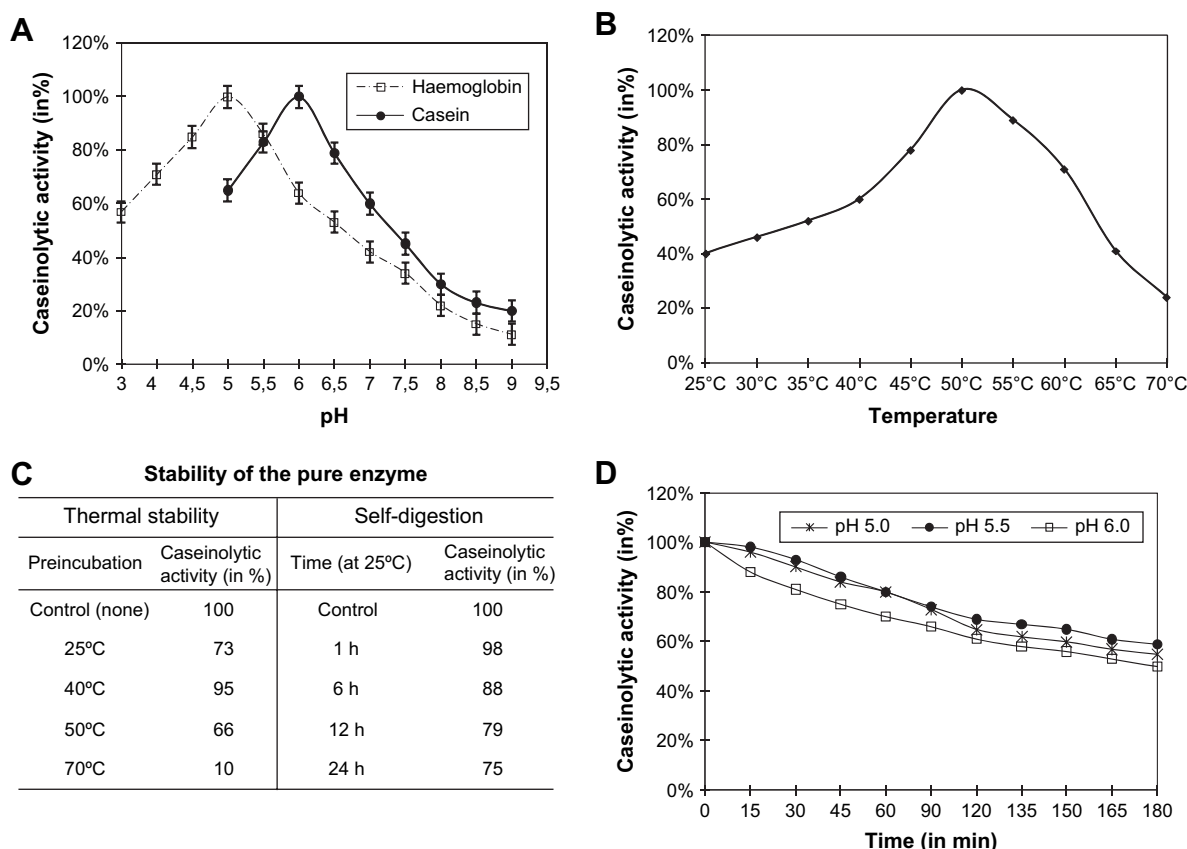 A
120%
100%
80%
60%
40%
20%
0%
Caseinolytic activity (in%)
Haemoglobin
Casein
3 4 4,5 5 5,5 6 6,5 7 7,5 8 8,5 9 9,5
pH
B
120%
100%
80%
60%
40%
20%
0%
Caseinolytic activity (in%)
25°C 30°C 35°C 40°C 45°C 50°C 55°C 60°C 65°C 70°C
Temperature
C
Stability of the pure enzyme
Thermal stability Self-digestion
Preincubation Caseinolytic activity (in %) Time (at 25ºC) Caseinolytic activity (in %)
Control (none) 100 Control 100
25ºC 73 1 h 98
40ºC 95 6 h 88
50ºC 66 12 h 79
70ºC 10 24 h 75
D
120%
100%
80%
60%
40%
20%
0%
Caseinolytic activity (in%)
pH 5.0 pH 5.5 pH 6.0
0 15 30 45 60 90 120 135 150 165 180
Time (in min)